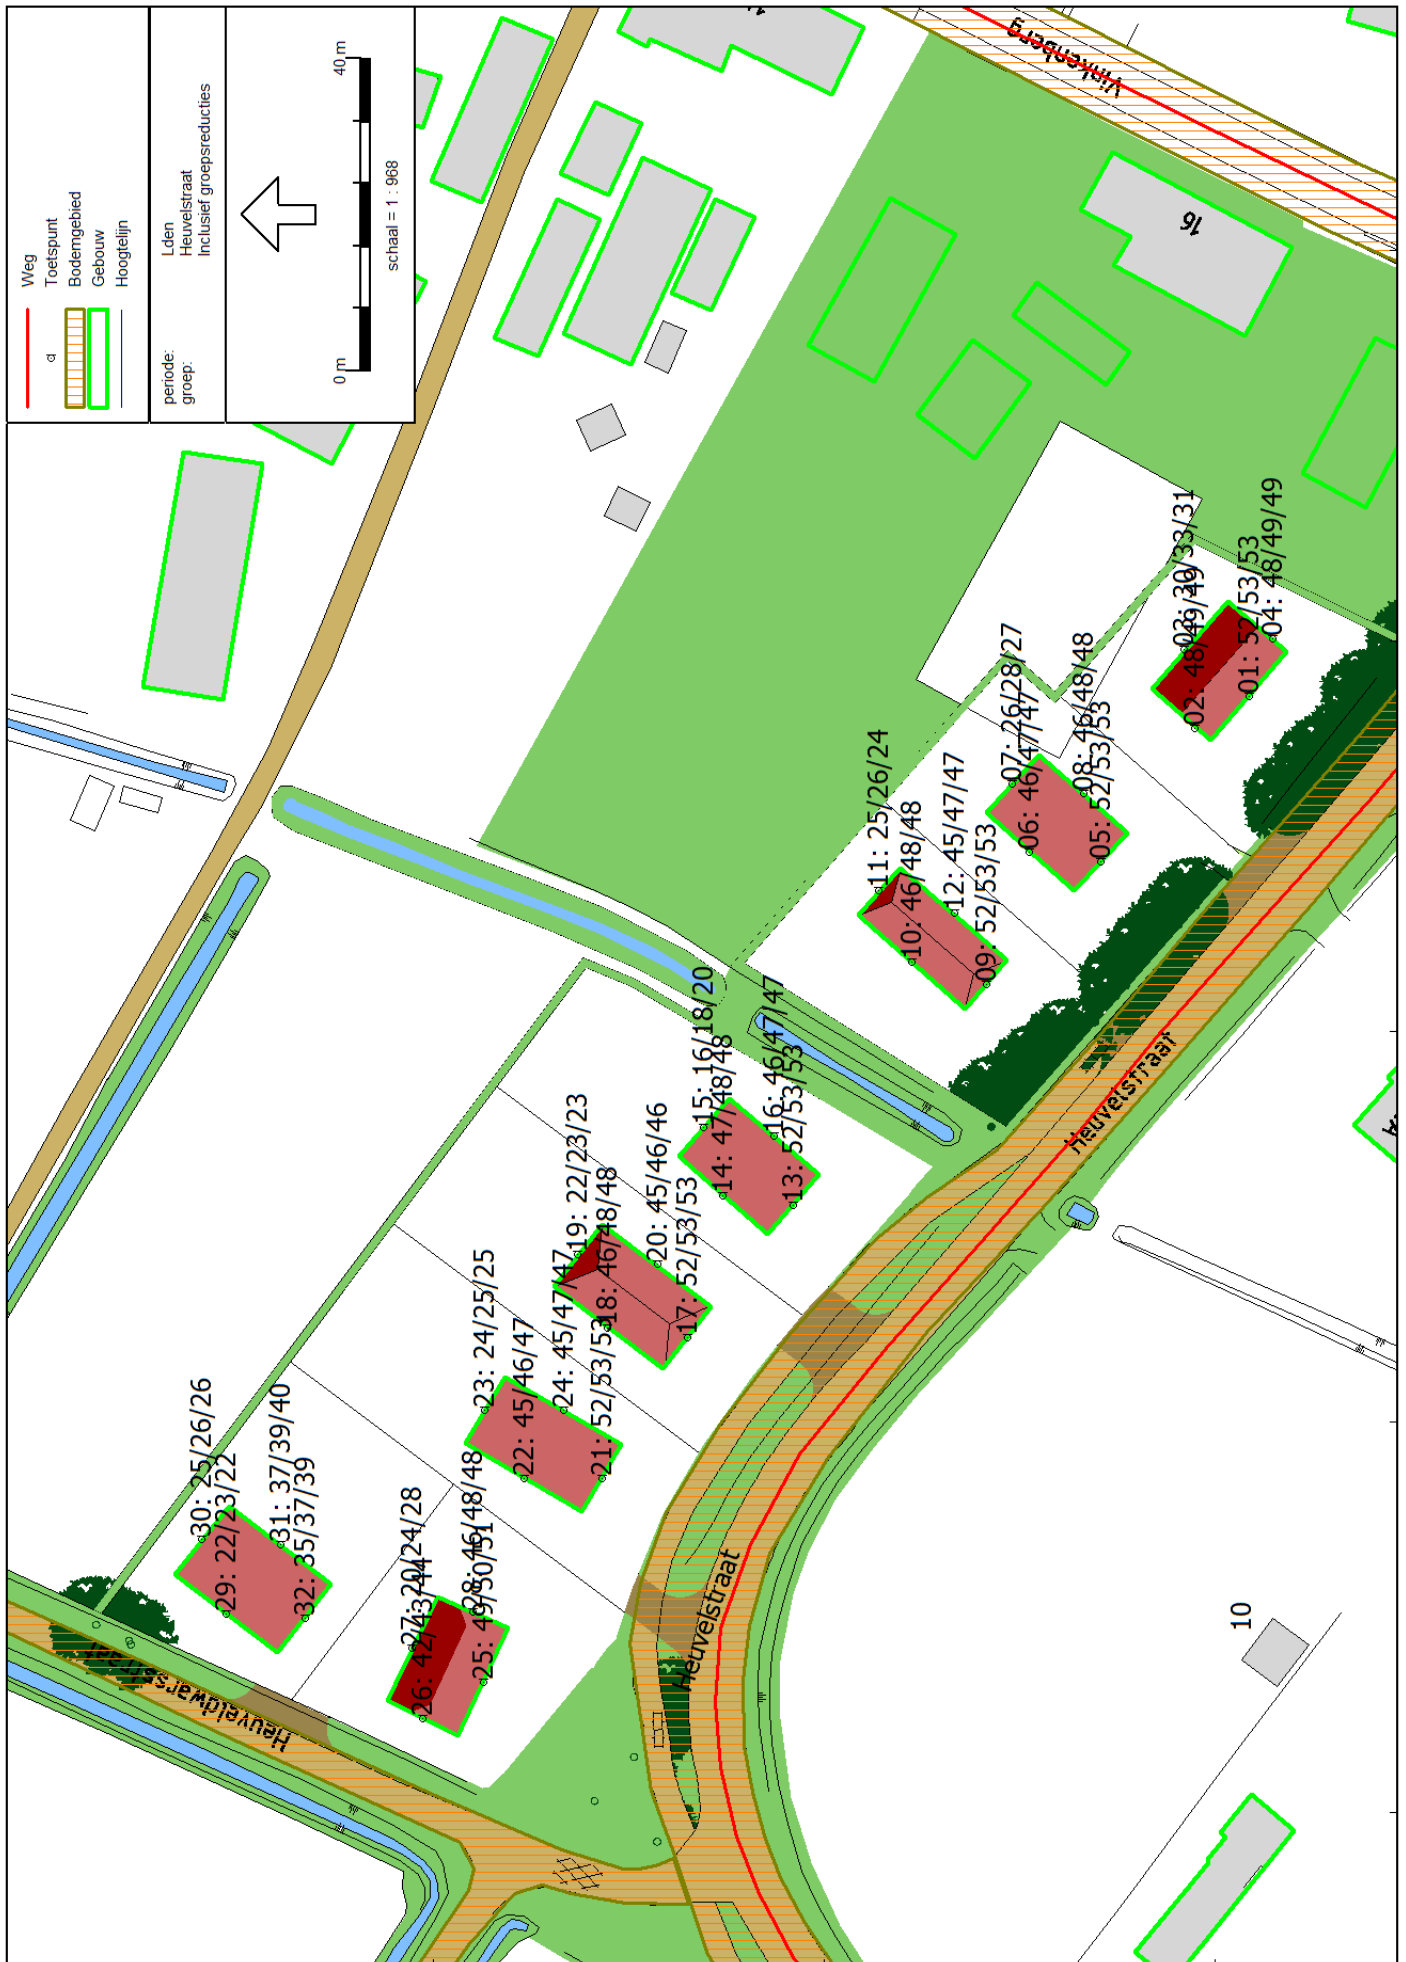 Weg
Toetspunt
Bodemgebied
Gebouw
Hoogtelijn
periode: Lden
groep: Heuvelstraat
Inclusief groepsreducties
0 m 40 m
schaal = 1 : 968
Vinkenberg
16
30: 25/26/26
29: 22/23/22
31: 37/39/40
32: 35/37/39
27: 20/24/28
26: 42/43/44
28: 46/48/48
25: 49/50/51
23: 24/25/25
22: 45/46/47
24: 45/47/47
21: 52/53/53
19: 22/23/23
18: 46/48/48
20: 45/46/46
17: 52/53/53
15: 16/18/20
14: 47/48/48
16: 46/47/47
13: 52/53/53
11: 25/26/24
10: 46/48/48
12: 45/47/47
09: 52/53/53
07: 26/28/27
06: 46/47/47
08: 46/48/48
05: 52/53/53
03: 30/33/31
02: 48/49/49
01: 52/53/53
04: 48/49/49
Heuveldwarsstraat
Heuvelstraat
Heuvelstraat
10